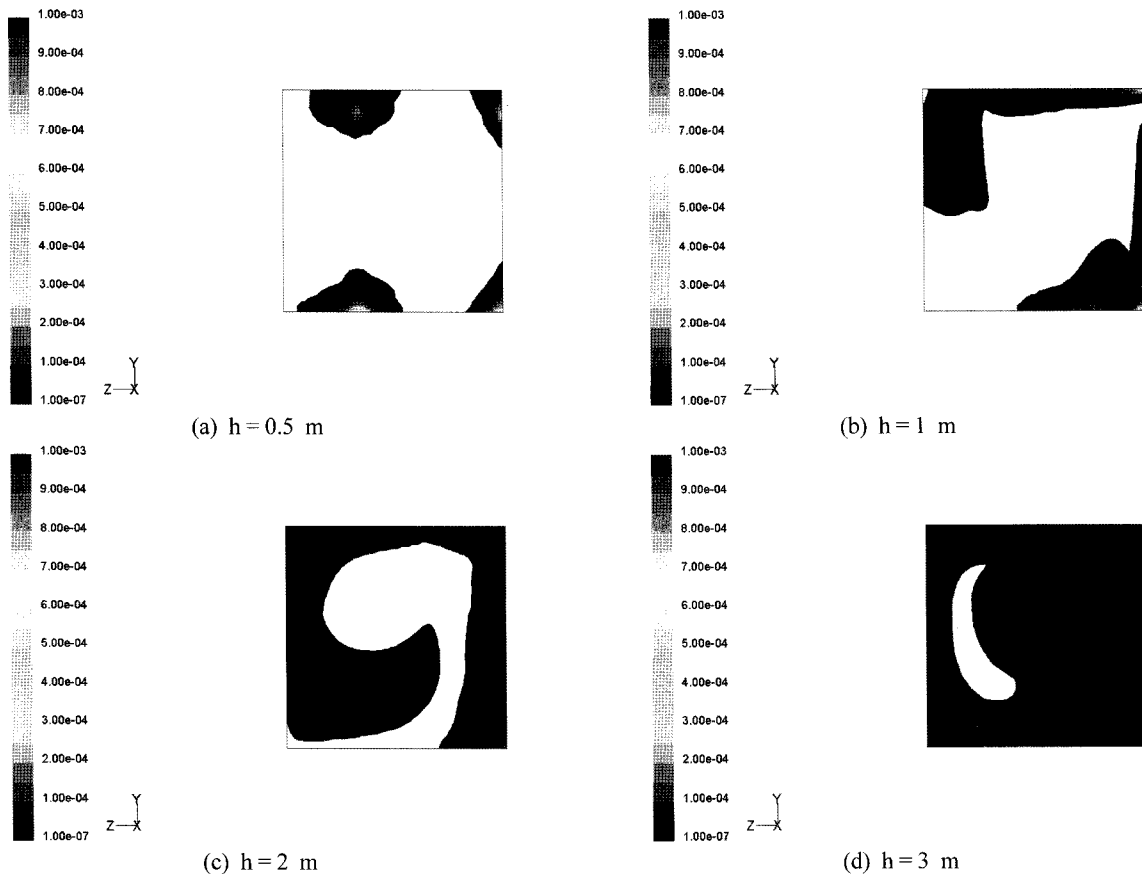 1.00e-03
9.00e-04
8.00e-04
7.00e-04
6.00e-04
5.00e-04
4.00e-04
3.00e-04
2.00e-04
1.00e-04
1.00e-07
Y
Z X
(a) h = 0.5 m
1.00e-03
9.00e-04
8.00e-04
7.00e-04
6.00e-04
5.00e-04
4.00e-04
3.00e-04
2.00e-04
1.00e-04
1.00e-07
Y
Z X
(b) h = 1 m
1.00e-03
9.00e-04
8.00e-04
7.00e-04
6.00e-04
5.00e-04
4.00e-04
3.00e-04
2.00e-04
1.00e-04
1.00e-07
Y
Z X
(c) h = 2 m
1.00e-03
9.00e-04
8.00e-04
7.00e-04
6.00e-04
5.00e-04
4.00e-04
3.00e-04
2.00e-04
1.00e-04
1.00e-07
Y
Z X
(d) h = 3 m